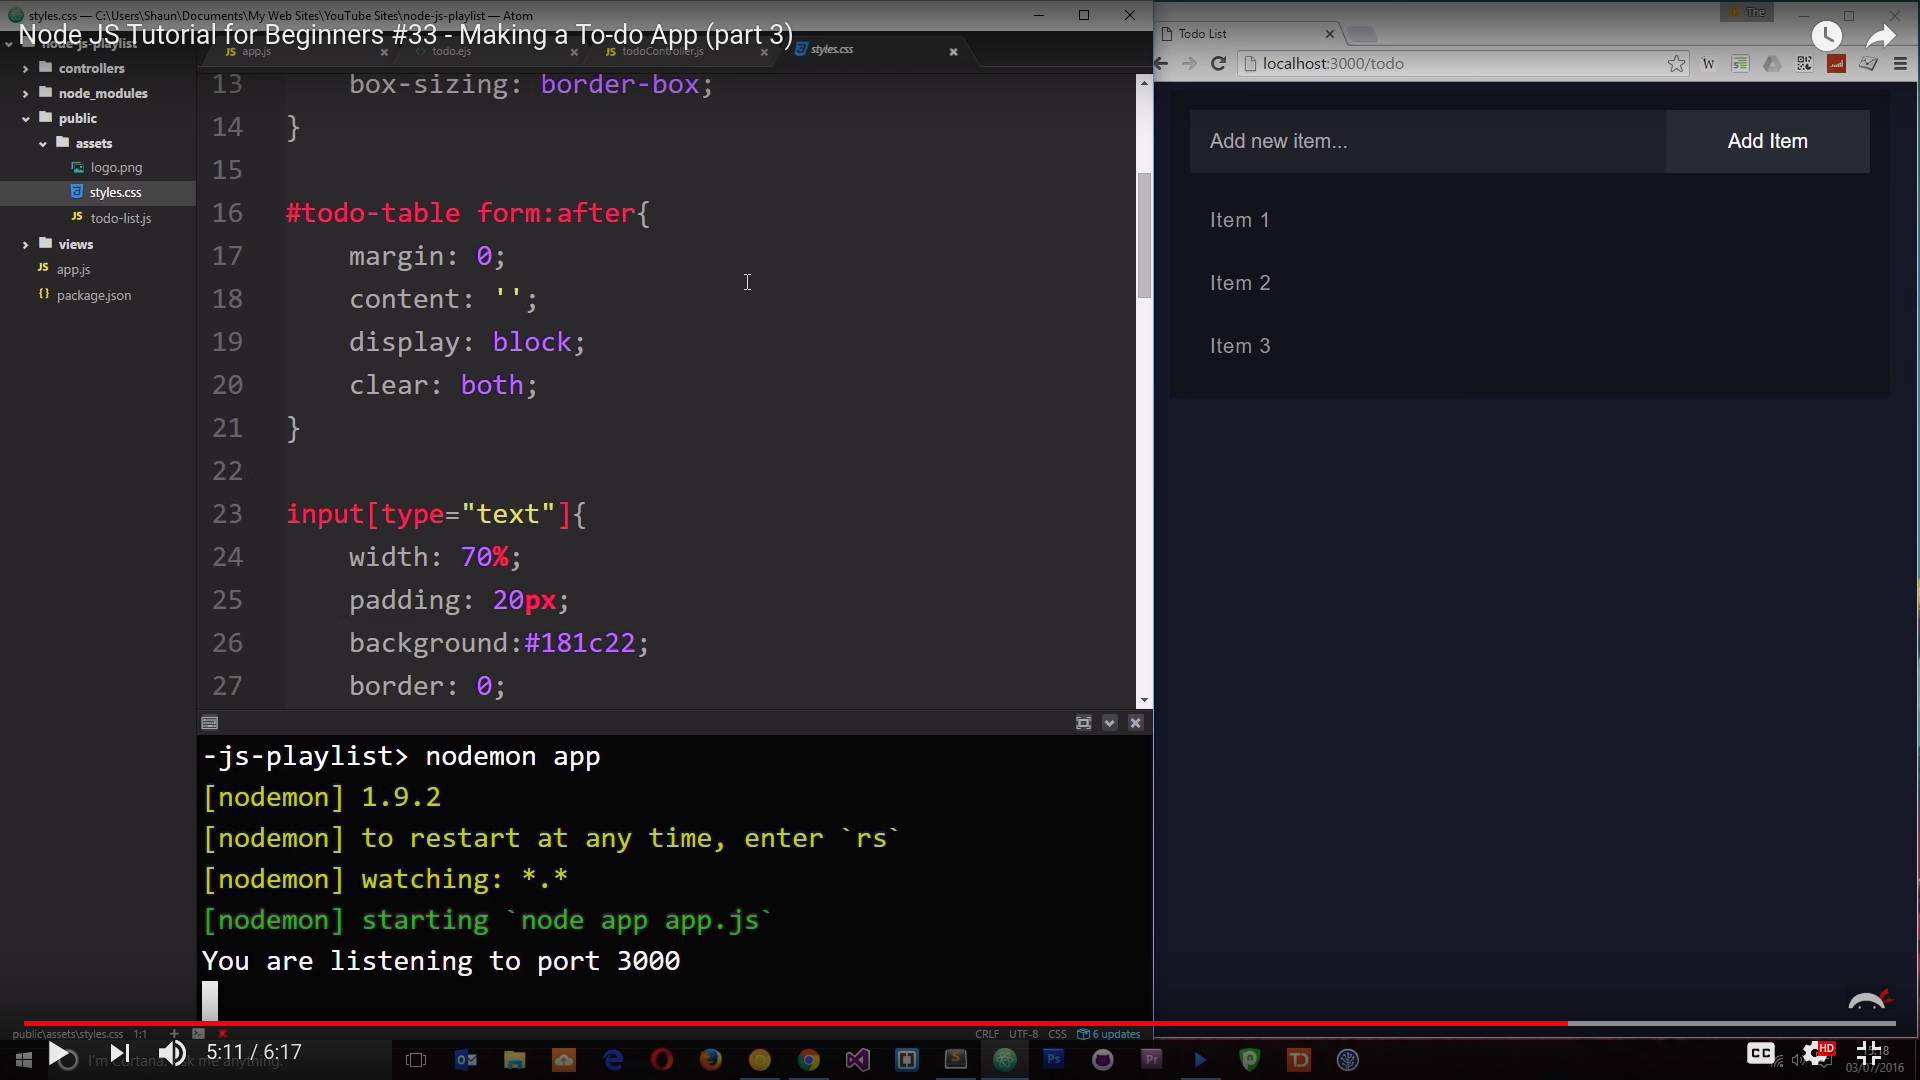 styles.css — C:\Users\Shaun\Documents\My Web Sites\YouTube Sites\node-js-playlist — Atom
Node JS Tutorial for Beginners #33 - Making a To-do App (part 3)
node-js-playlist
controllers
node_modules
public
assets
logo.png
styles.css
todo-list.js
views
app.js
package.json
app.js
todo.ejs
todoController.js
styles.css
13 box-sizing: border-box;
14 }
15
16 #todo-table form:after{
17 margin: 0;
18 content: '';
19 display: block;
20 clear: both;
21 }
22
23 input[type="text"]{
24 width: 70%;
25 padding: 20px;
26 background:#181c22;
27 border: 0;
-js-playlist> nodemon app
[nodemon] 1.9.2
[nodemon] to restart at any time, enter `rs`
[nodemon] watching: *.*
[nodemon] starting `node app app.js`
You are listening to port 3000
public\assets\styles.css 1:1
CRLF UTF-8 CSS 6 updates
The
Todo List
localhost:3000/todo
Add new item...
Add Item
Item 1
Item 2
Item 3
5:11 / 6:17
I'm Cortana. Ask me anything.
CC
HD
03/07/2016